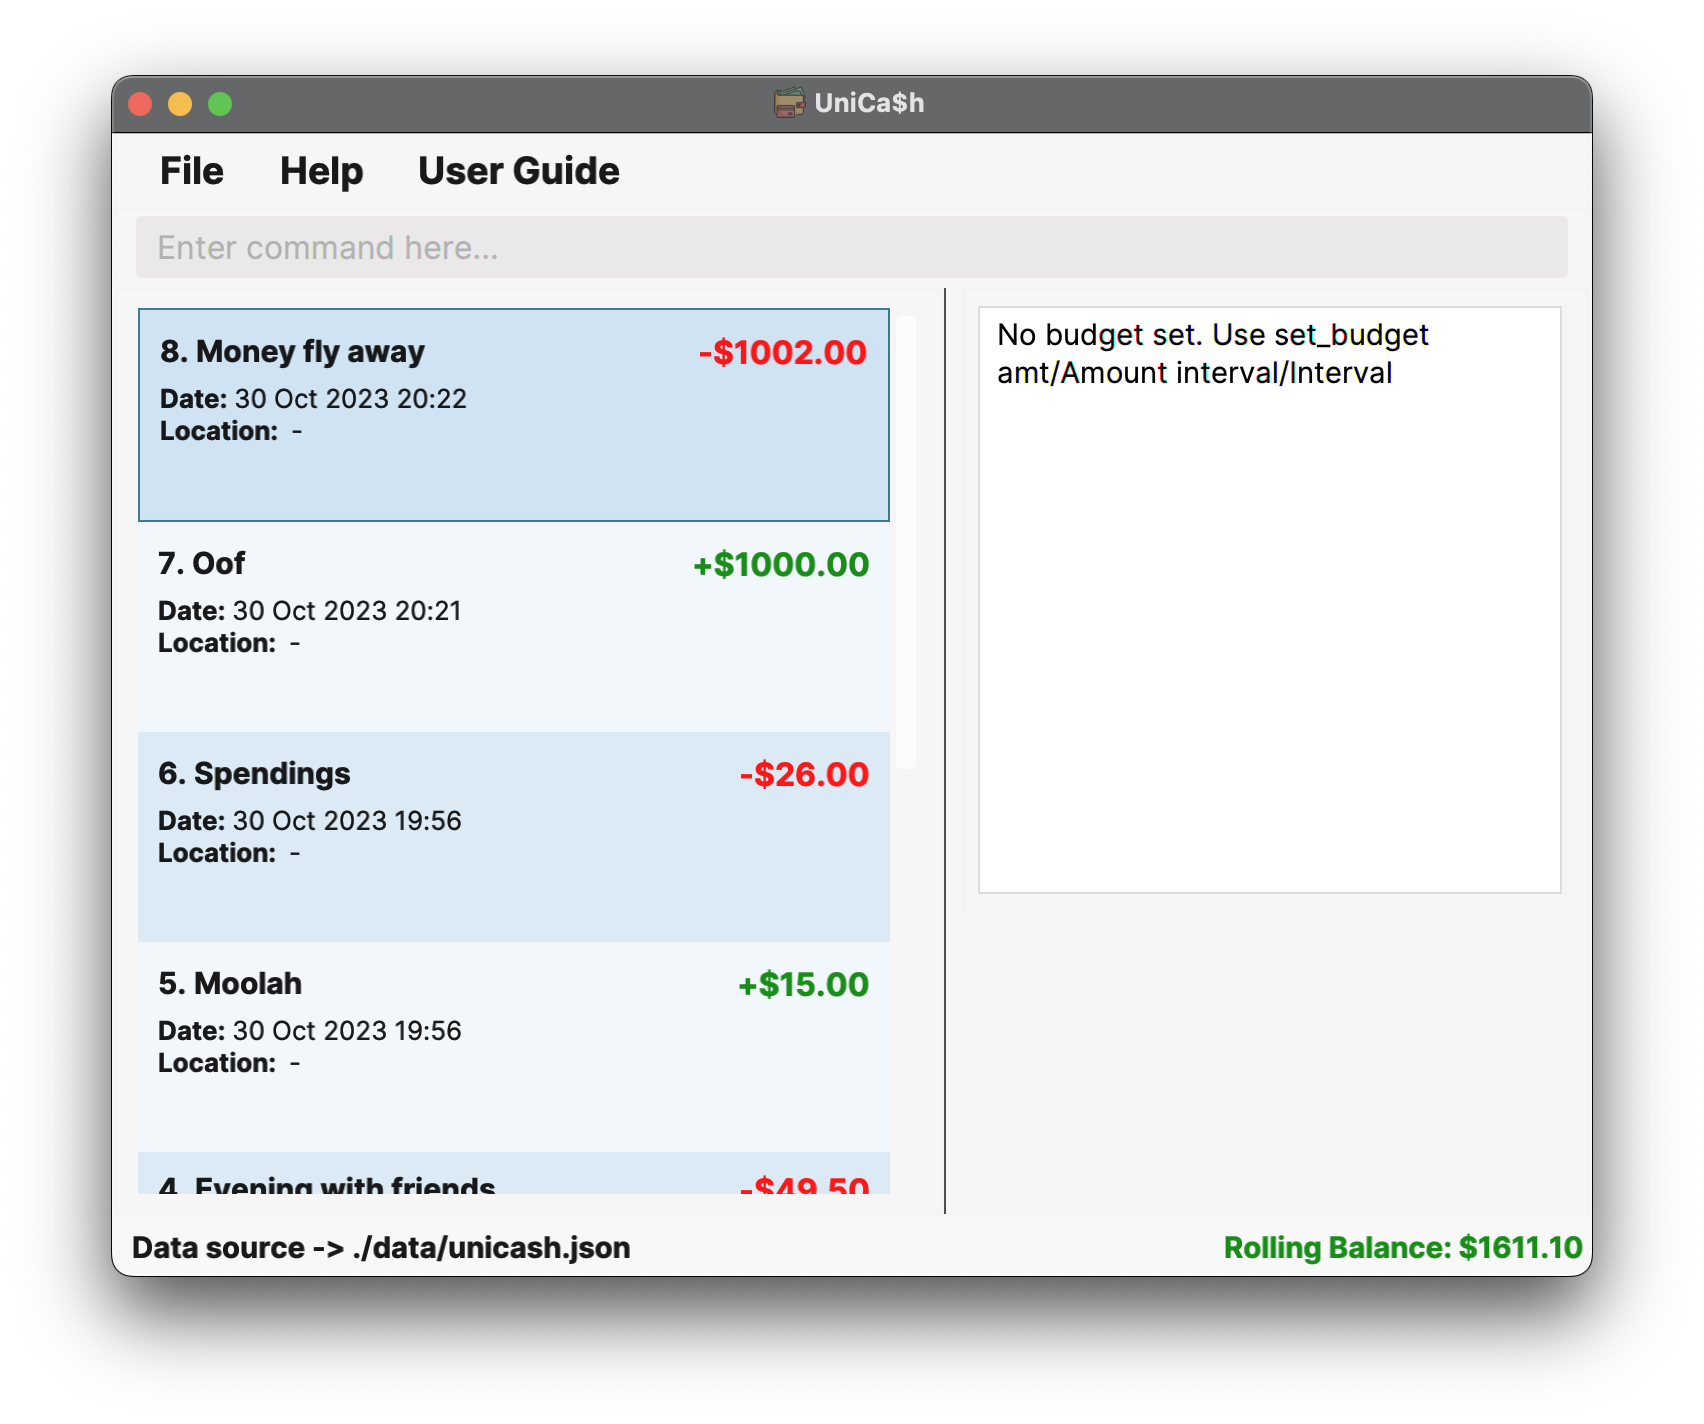 UniCa$h
File Help User Guide
Enter command here...
8. Money fly away -$1002.00
Date: 30 Oct 2023 20:22
Location: -
7. Oof +$1000.00
Date: 30 Oct 2023 20:21
Location: -
6. Spendings -$26.00
Date: 30 Oct 2023 19:56
Location: -
5. Moolah +$15.00
Date: 30 Oct 2023 19:56
Location: -
4. Evening with friends -$49.50
No budget set. Use set_budget
amt/Amount interval/Interval
Data source -> ./data/unicash.json
Rolling Balance: $1611.10